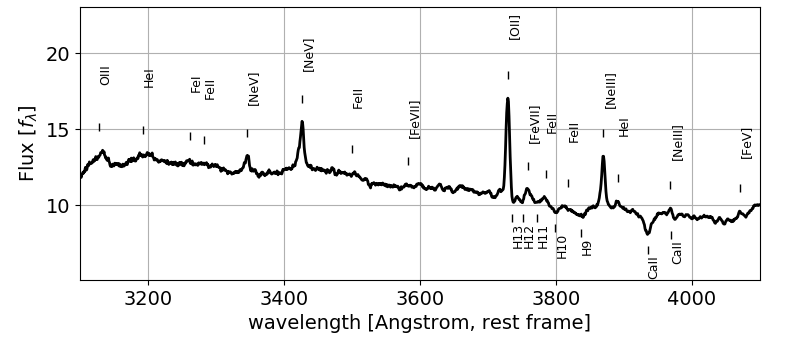 [OII]
20
OIII
HeI
FeI
FeII
[NeV]
[NeV]
FeII
[FeVII]
[FeVII]
FeII
FeII
[NeIII]
HeI
[NeIII]
[FeV]
15
10
H13
H12
H11
H10
H9
CaII
CaII
Flux [fλ]
3200
3400
3600
3800
4000
wavelength [Angstrom, rest frame]